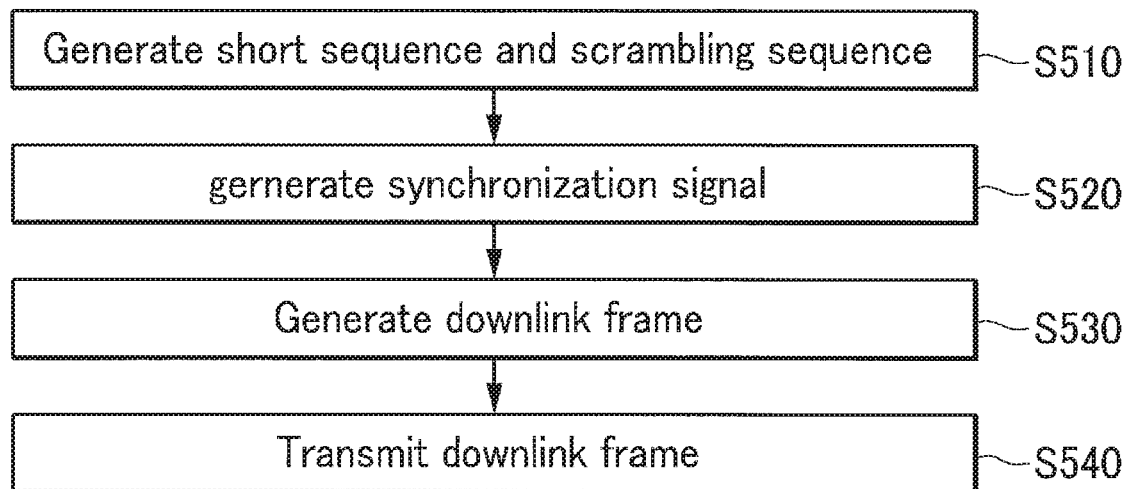 Generate short sequence and scrambling sequence S510
gernerate synchronization signal S520
Generate downlink frame S530
Transmit downlink frame S540